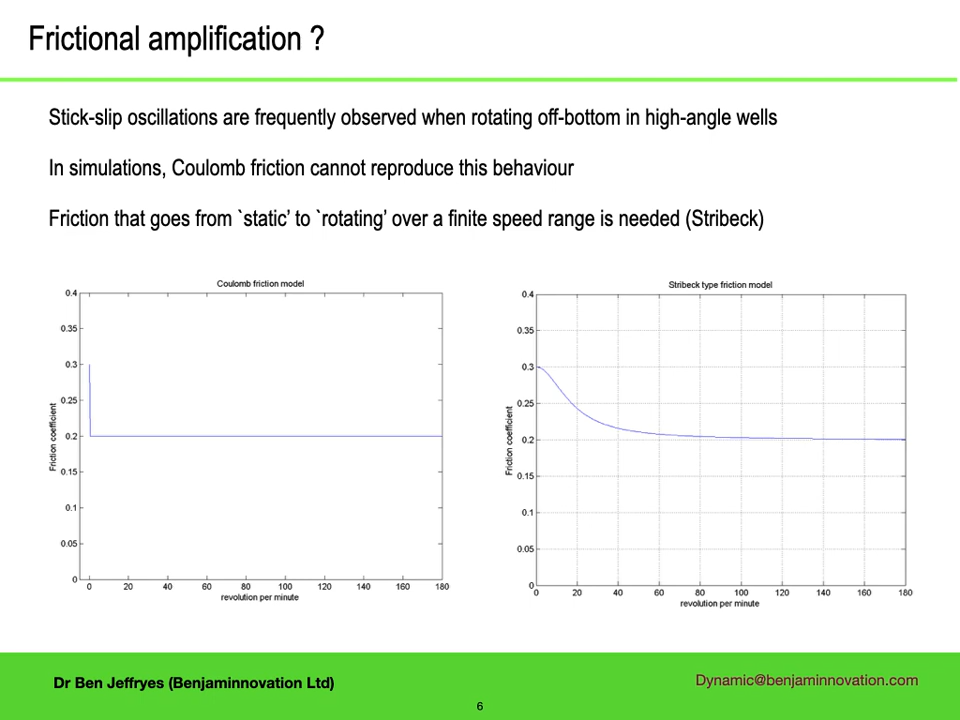 Frictional amplification ?
Stick-slip oscillations are frequently observed when rotating off-bottom in high-angle wells
In simulations, Coulomb friction cannot reproduce this behaviour
Friction that goes from `static’ to `rotating’ over a finite speed range is needed (Stribeck)
Coulomb friction model
0.4
0.35
0.3
0.25
0.2
0.15
0.1
0.05
0
Friction coefficient
0 20 40 60 80 100 120 140 160 180
revolution per minute
Stribeck type friction model
0.4
0.35
0.3
0.25
0.2
0.15
0.1
0.05
0
Friction coefficient
0 20 40 60 80 100 120 140 160 180
revolution per minute
Dr Ben Jeffryes (Benjaminnovation Ltd)
Dynamic@benjaminnovation.com
6